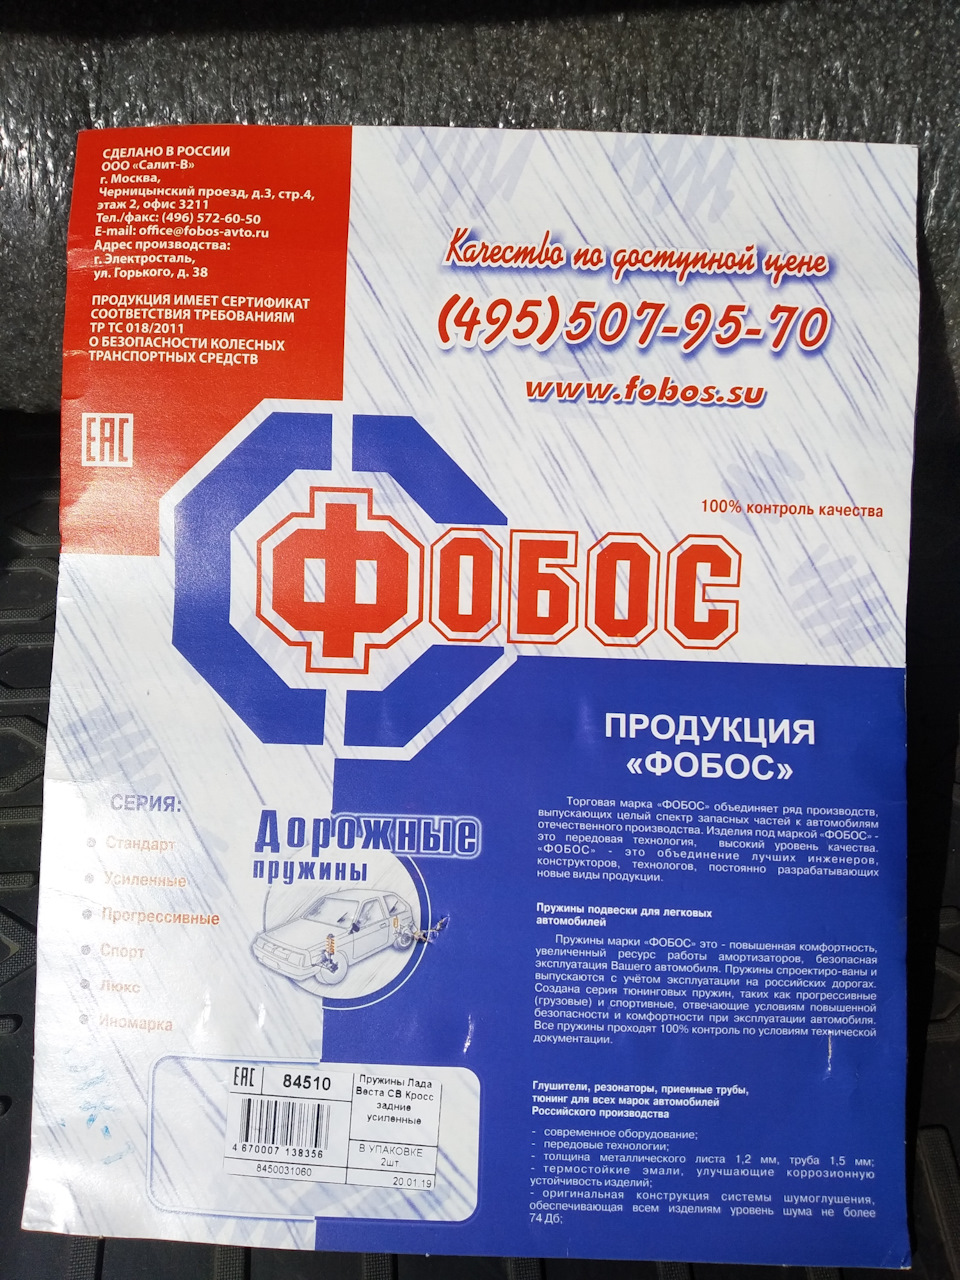 СДЕЛАНО В РОССИИ
ООО «Салит-В»
г. Москва,
Черницынский проезд, д.3, стр.4,
этаж 2, офис 3211
Тел./факс: (496) 572-60-50
E-mail: office@fobos-avto.ru
Адрес производства:
г. Электросталь,
ул. Горького, д. 38
ПРОДУКЦИЯ ИМЕЕТ СЕРТИФИКАТ
СООТВЕТСТВИЯ ТРЕБОВАНИЯМ
ТР ТС 018/2011
О БЕЗОПАСНОСТИ КОЛЕСНЫХ
ТРАНСПОРТНЫХ СРЕДСТВ
EAC
Качество по доступной цене
(495)507-95-70
www.fobos.su
100% контроль качества
ФОБОС
ПРОДУКЦИЯ
«ФОБОС»
Торговая марка «ФОБОС» объединяет ряд производств,
выпускающих целый спектр запасных частей к автомобилям
отечественного производства. Изделия под маркой «ФОБОС» -
это передовая технология, высокий уровень качества.
«ФОБОС» - это объединение лучших инженеров,
конструкторов, технологов, постоянно разрабатывающих
новые виды продукции.
Пружины подвески для легковых
автомобилей
Пружины марки «ФОБОС» это - повышенная комфортность,
увеличенный ресурс работы амортизаторов, безопасная
эксплуатация Вашего автомобиля. Пружины спроектиро-ваны и
выпускаются с учётом эксплуатации на российских дорогах.
Создана серия тюнинговых пружин, таких как прогрессивные
(грузовые) и спортивные, отвечающие условиям повышенной
безопасности и комфортности при эксплуатации автомобиля.
Все пружины проходят 100% контроль по условиям технической
документации.
Глушители, резонаторы, приемные трубы,
тюнинг для всех марок автомобилей
Российского производства
- современное оборудование;
- передовые технологии;
- толщина металлического листа 1,2 мм, труба 1,5 мм;
- термостойкие эмали, улучшающие коррозионную
устойчивость изделий;
- оригинальная конструкция системы шумоглушения,
обеспечивающая всем изделиям уровень шума не более
74 Дб;
СЕРИЯ:
Стандарт
Усиленные
Прогрессивные
Спорт
Люкс
Иномарка
Дорожные
пружины
EAC
84510
Пружины Лада
Веста СВ Кросс
задние
усиленные
4 670007 138356
8450031060
В УПАКОВКЕ
2шт
20.01.19